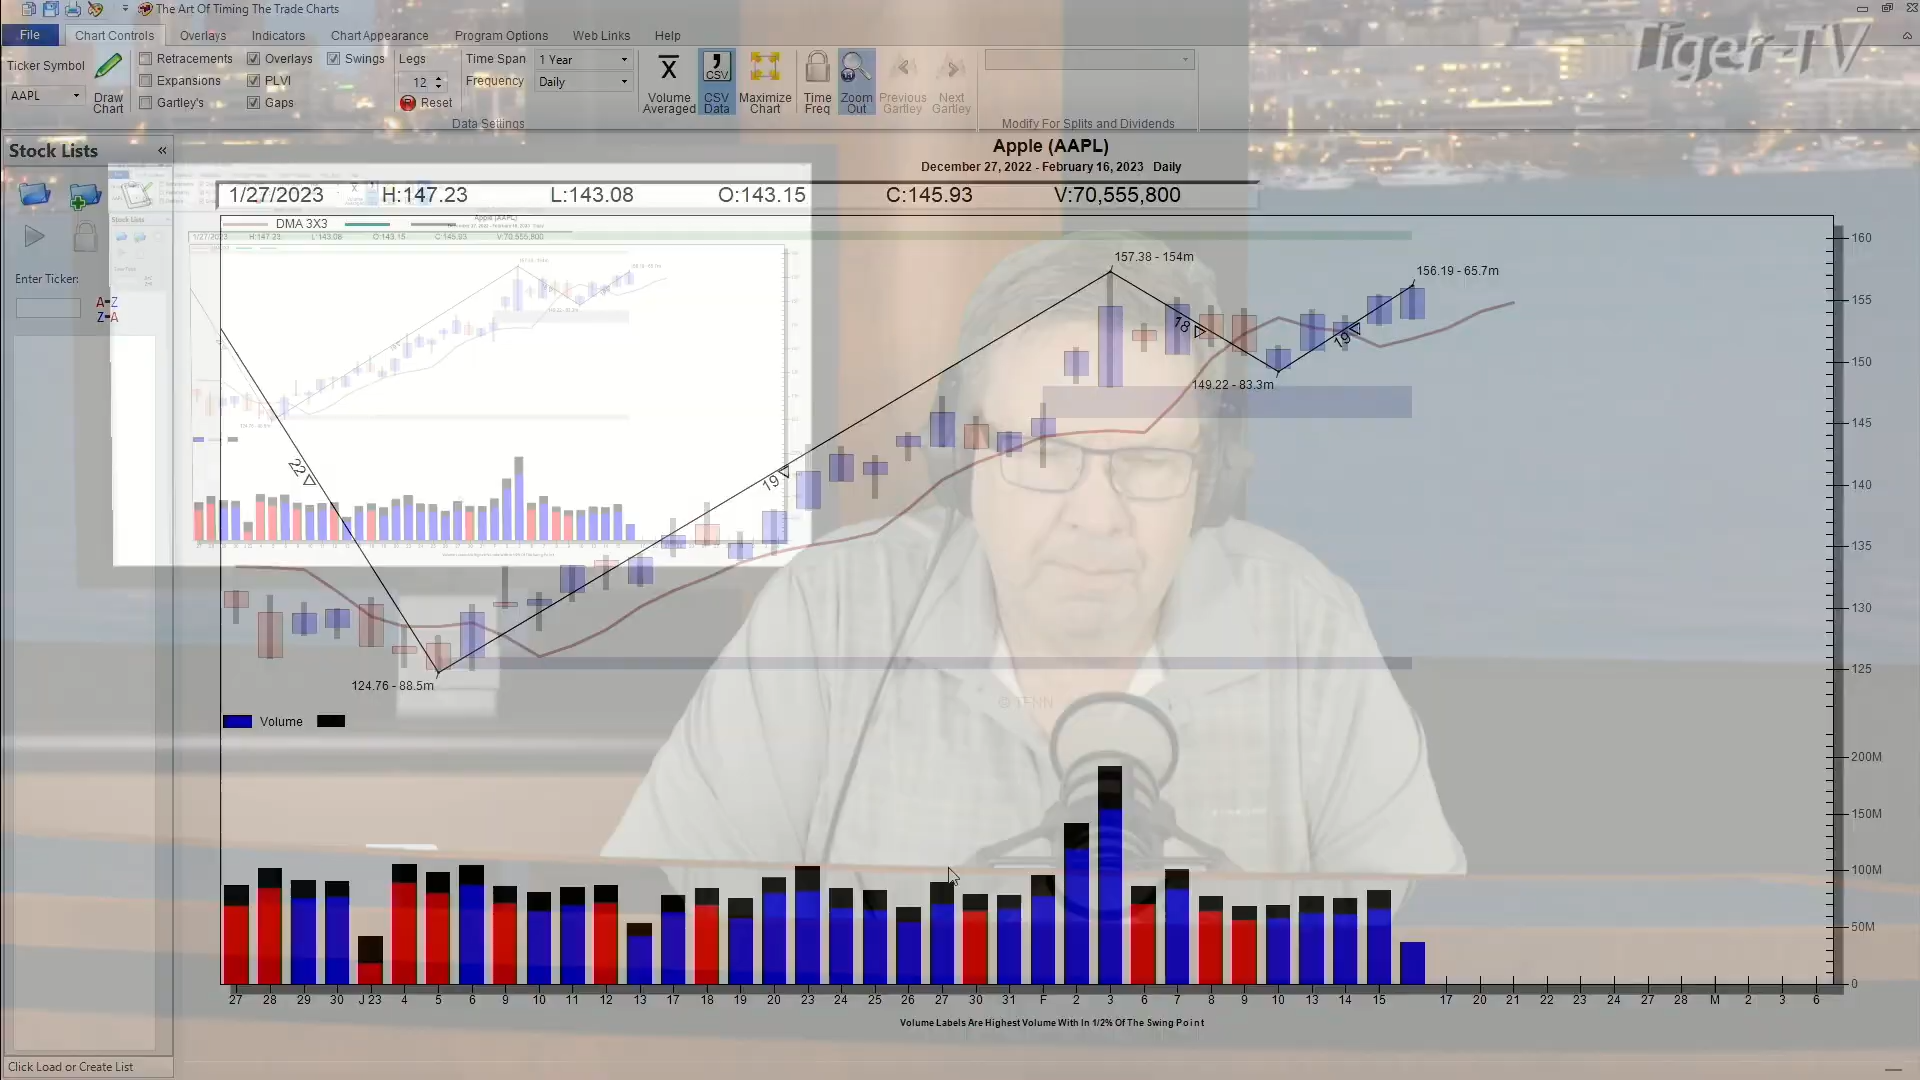 The Art Of Timing The Trade Charts
File Chart Controls Overlays Indicators Chart Appearance Program Options Web Links Help
Tiger-TV
Ticker Symbol
AAPL
Draw
Chart
Retracements
Expansions
Gartley's
Overlays
PLVI
Gaps
Swings
Legs
12
Reset
Time Span 1 Year
Frequency Daily
Data Settings
Volume
Averaged
CSV
CSV
Data
Maximize
Chart
Time
Freq
Zoom
Out
Previous
Gartley
Next
Gartley
Modify For Splits and Dividends
Stock Lists «
Enter Ticker:
A-Z
Z-A
Click Load or Create List
Apple (AAPL)
December 27, 2022 - February 16, 2023 Daily
1/27/2023 H:147.23 L:143.08 O:143.15 C:145.93 V:70,555,800
DMA 3X3
157.38 - 154m
156.19 - 65.7m
18
19
149.22 - 83.3m
22
19
124.76 - 88.5m
© TFNN
Volume
160
155
150
145
140
135
130
125
200M
150M
100M
50M
0
27 28 29 30 J 23 4 5 6 9 10 11 12 13 17 18 19 20 23 24 25 26 27 30 31 F 2 3 6 7 8 9 10 13 14 15 17 20 21 22 23 24 27 28 M 2 3 6
Volume Labels Are Highest Volume With In 1/2% Of The Swing Point